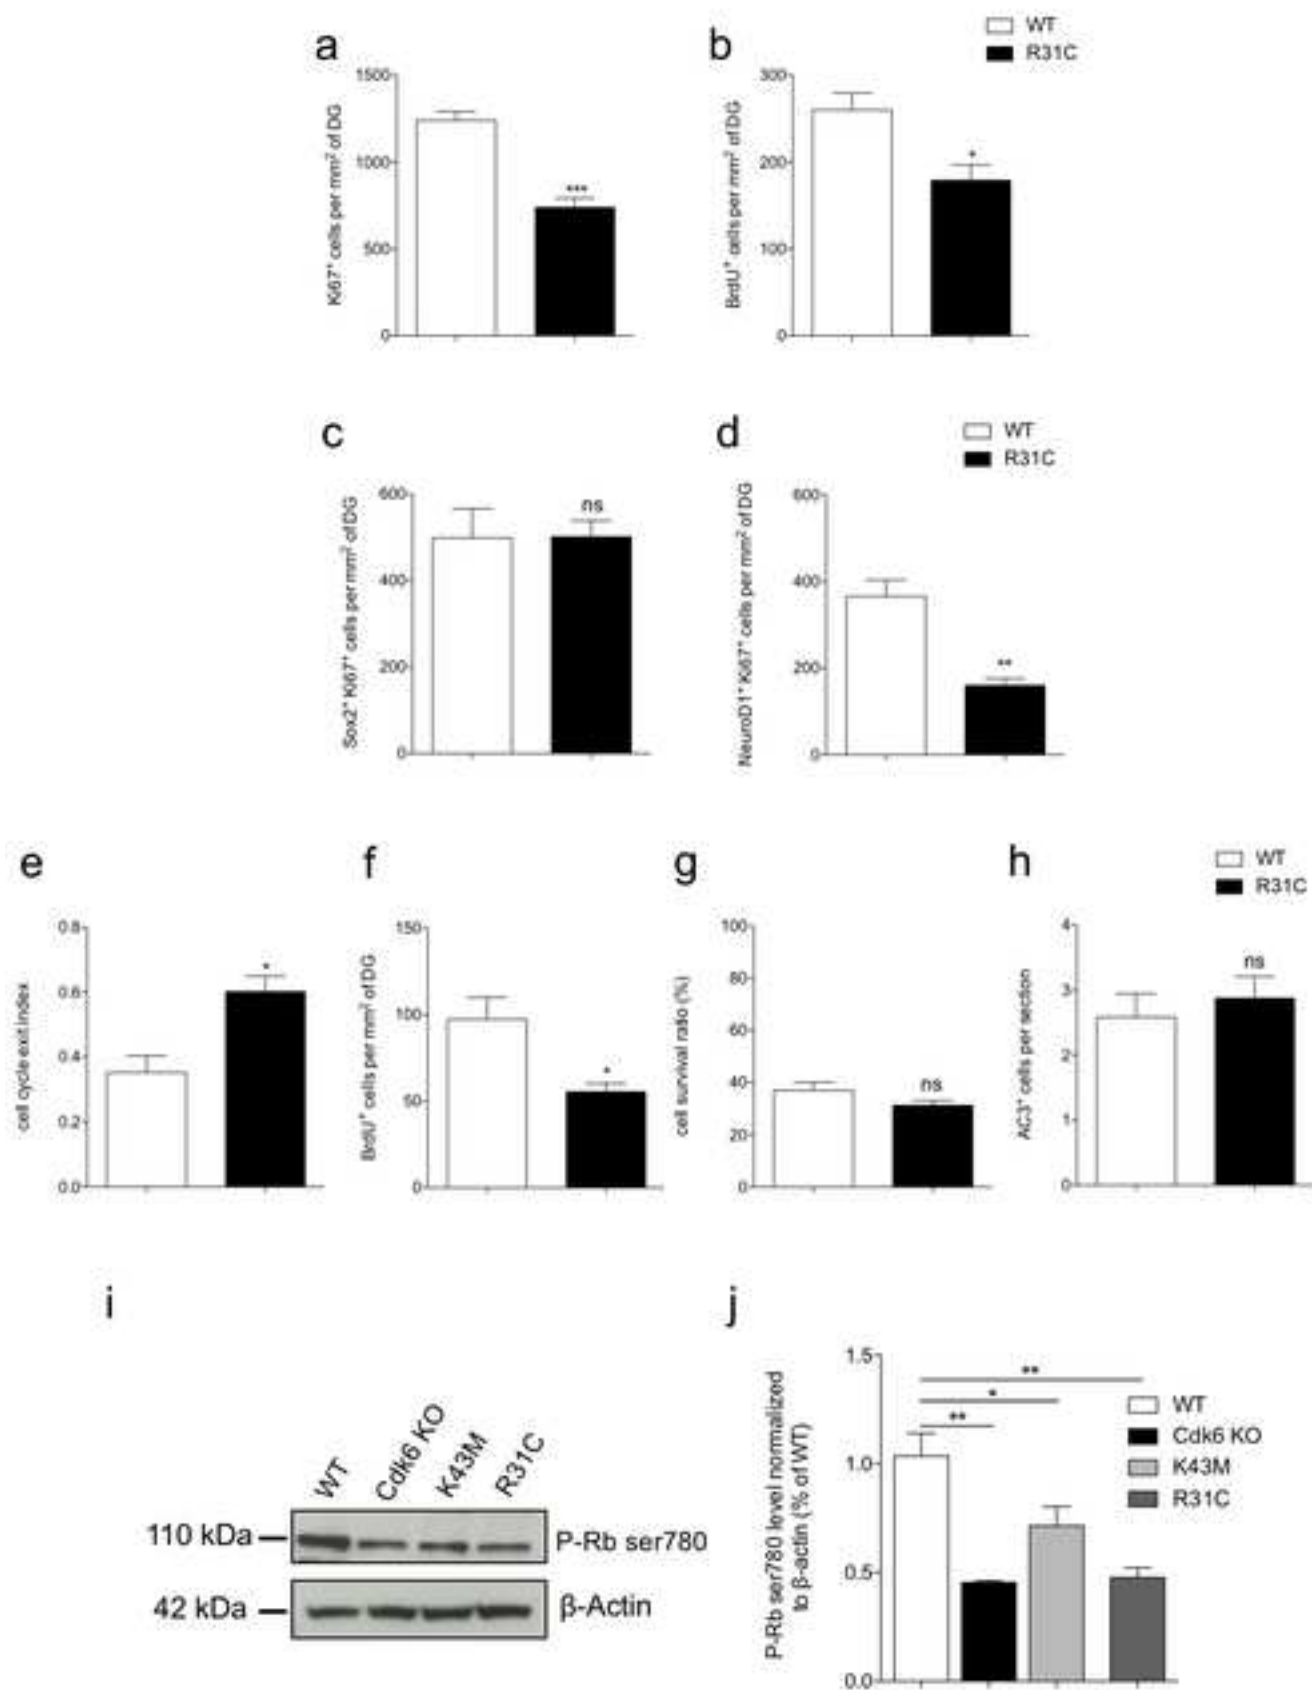 a
b
WT
R31C
Ki67⁺ cells per mm² of DG
1500
1000
500
0
***
BrdU⁺ cells per mm² of DG
300
200
100
0
*
c
d
WT
R31C
Sox2⁺ Ki67⁺ cells per mm² of DG
600
400
200
0
ns
NeuroD1⁺ Ki67⁺ cells per mm² of DG
600
400
200
0
**
e
f
g
h
WT
R31C
cell cycle exit index
0.8
0.6
0.4
0.2
0.0
*
BrdU⁺ cells per mm² of DG
150
100
50
0
*
cell survival ratio (%)
100
80
60
40
20
0
ns
AC3⁺ cells per section
4
3
2
1
0
ns
i
WT
Cdk6 KO
K43M
R31C
110 kDa
P-Rb ser780
42 kDa
β-Actin
j
P-Rb ser780 level normalized
to β-actin (% of WT)
1.5
1.0
0.5
0.0
**
*
**
WT
Cdk6 KO
K43M
R31C